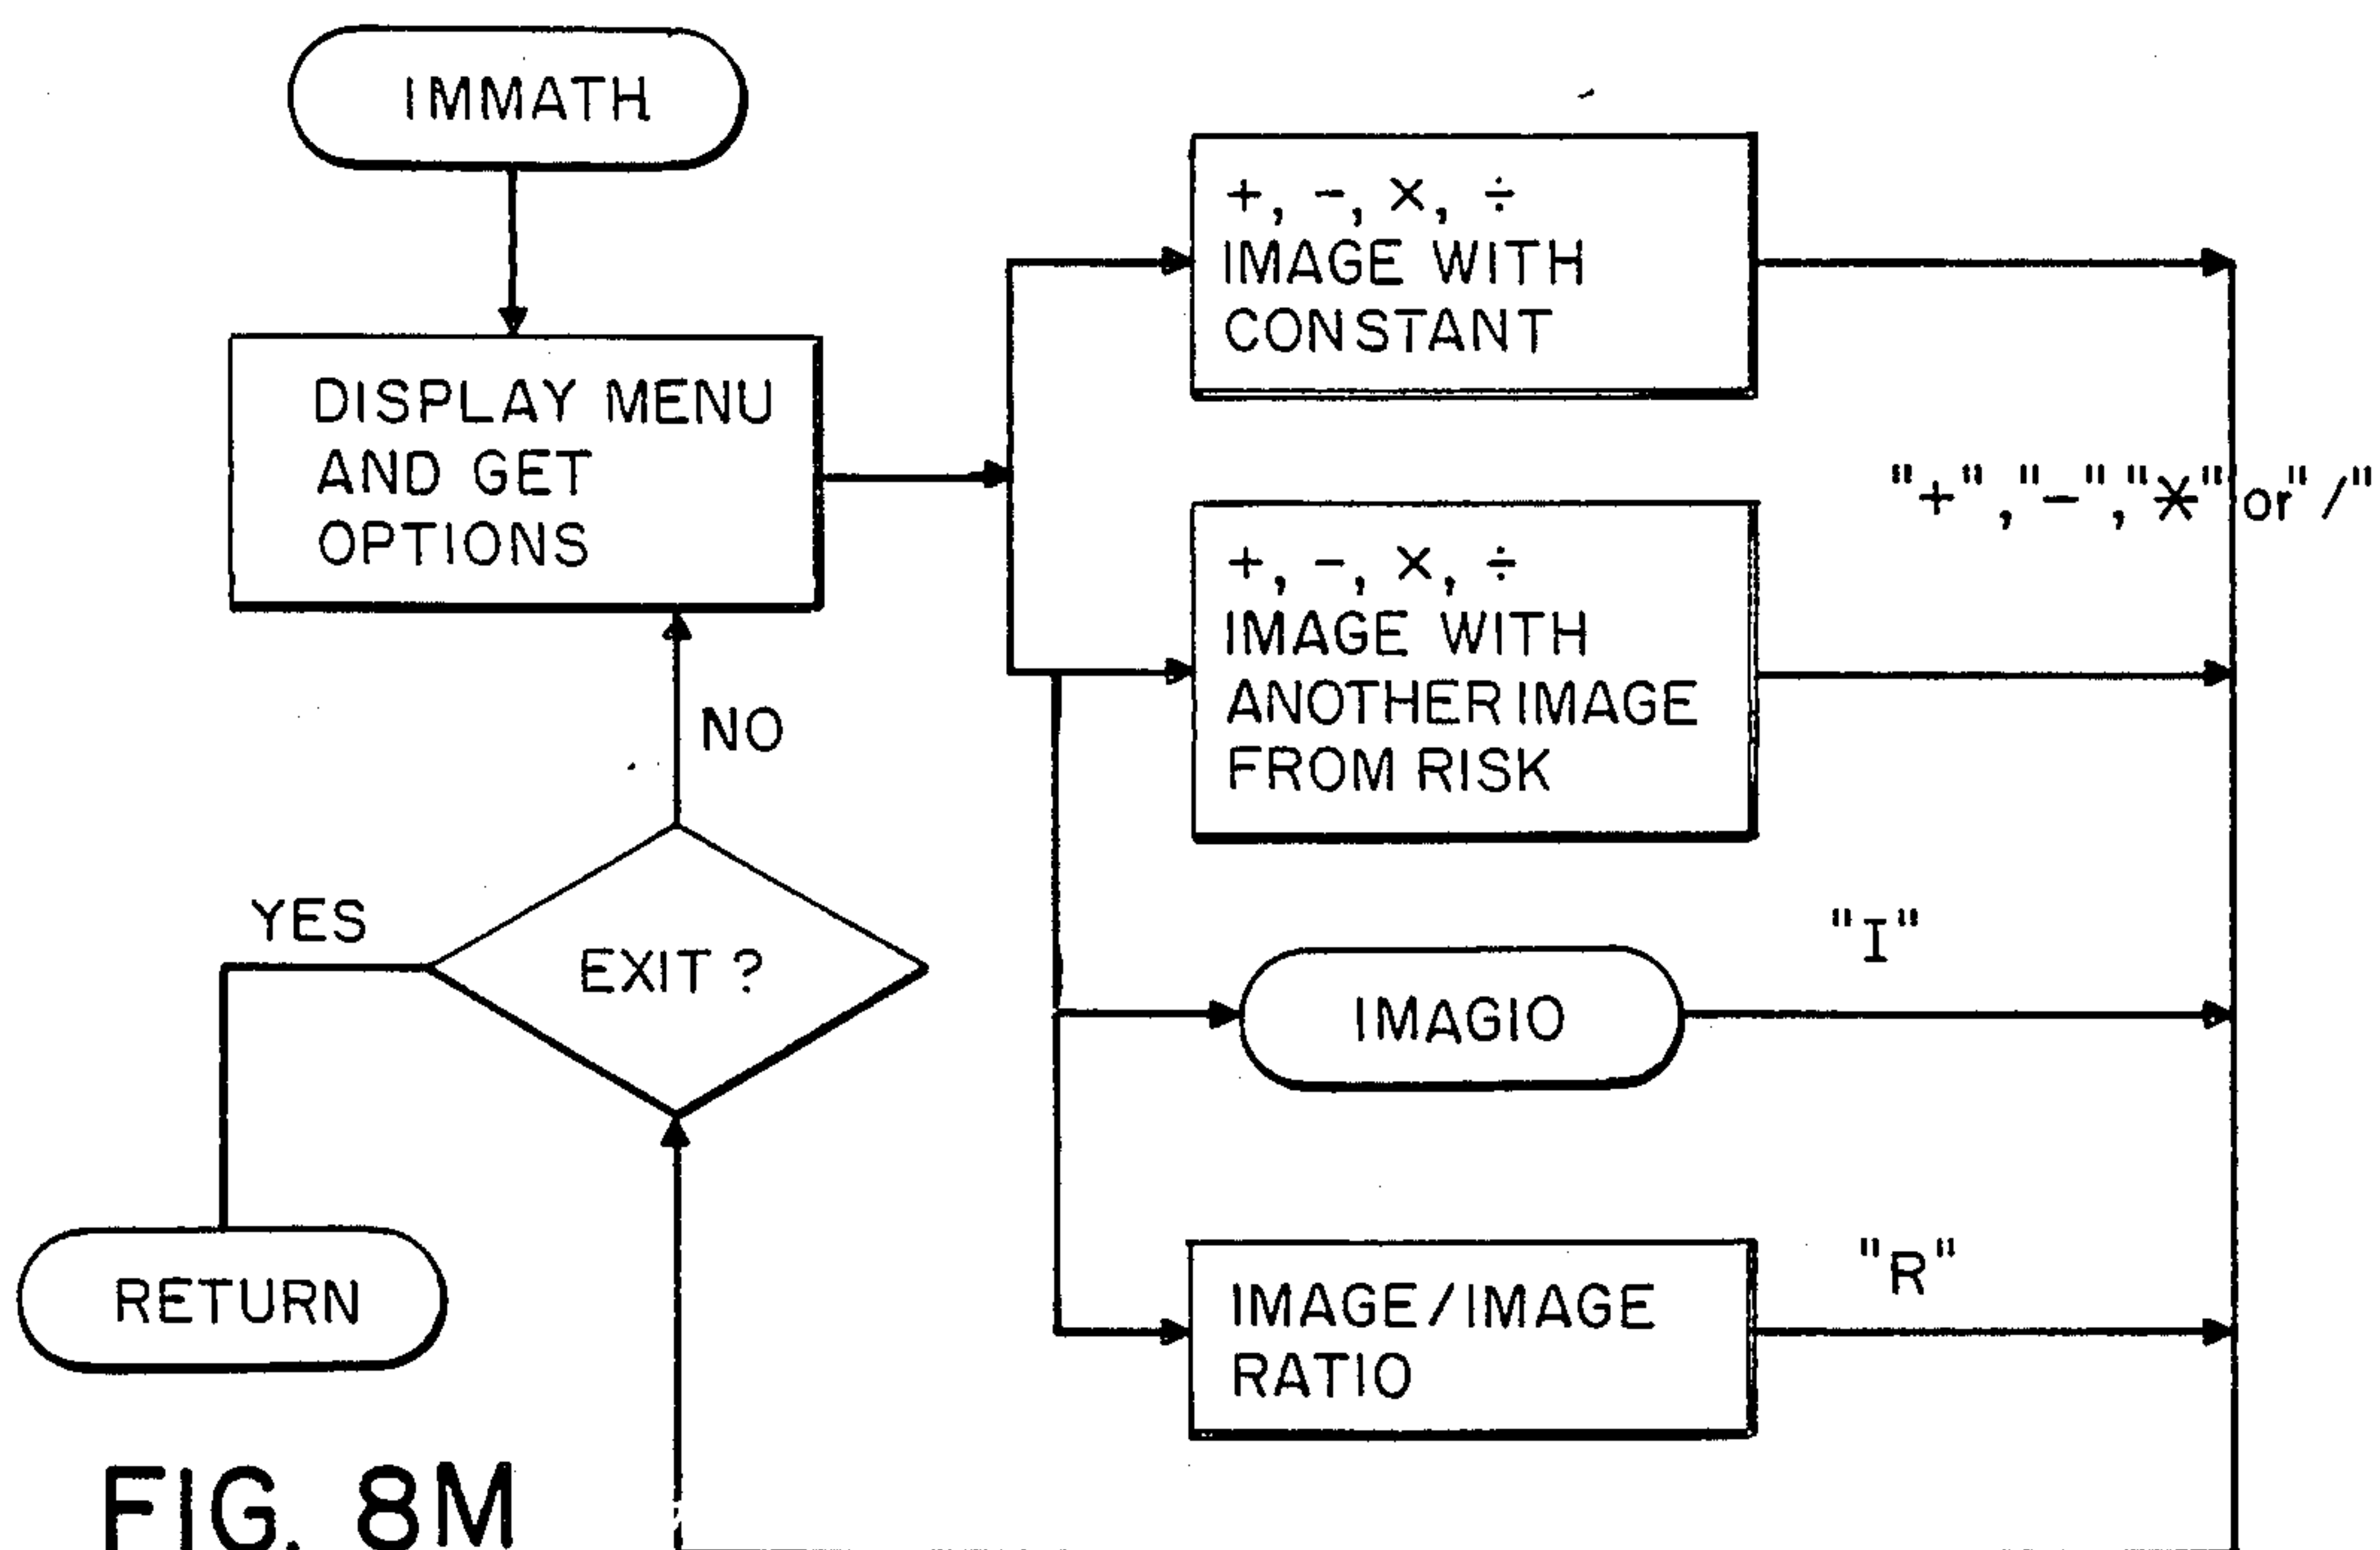 IMMATH
DISPLAY MENU
AND GET
OPTIONS
+, -, ×, ÷
IMAGE WITH
CONSTANT
"+", "-", "*" or "/"
+, -, ×, ÷
IMAGE WITH
ANOTHER IMAGE
FROM RISK
NO
YES
EXIT ?
"I"
IMAGIO
RETURN
"R"
IMAGE/IMAGE
RATIO
FIG. 8M